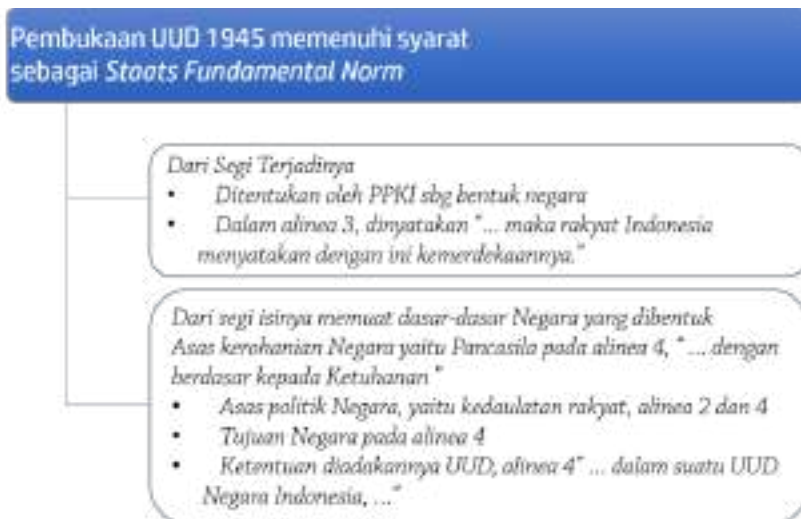 Pembukaan UUD 1945 memenuhi syarat
sebagai Staats Fundamental Norm
Dari Segi Terjadinya
• Ditentukan oleh PPKI sbg bentuk negara
• Dalam alinea 3, dinyatakan "... maka rakyat Indonesia
menyatakan dengan ini kemerdekaannya."
Dari segi isinya memuat dasar-dasar Negara yang dibentuk
Asas kerohanian Negara yaitu Pancasila pada alinea 4, " ... dengan
berdasar kepada Ketuhanan "
• Asas politik Negara, yaitu kedaulatan rakyat, alinea 2 dan 4
• Tujuan Negara pada alinea 4
• Ketentuan diadakannya UUD, alinea 4" ... dalam suatu UUD
Negara Indonesia, ..."